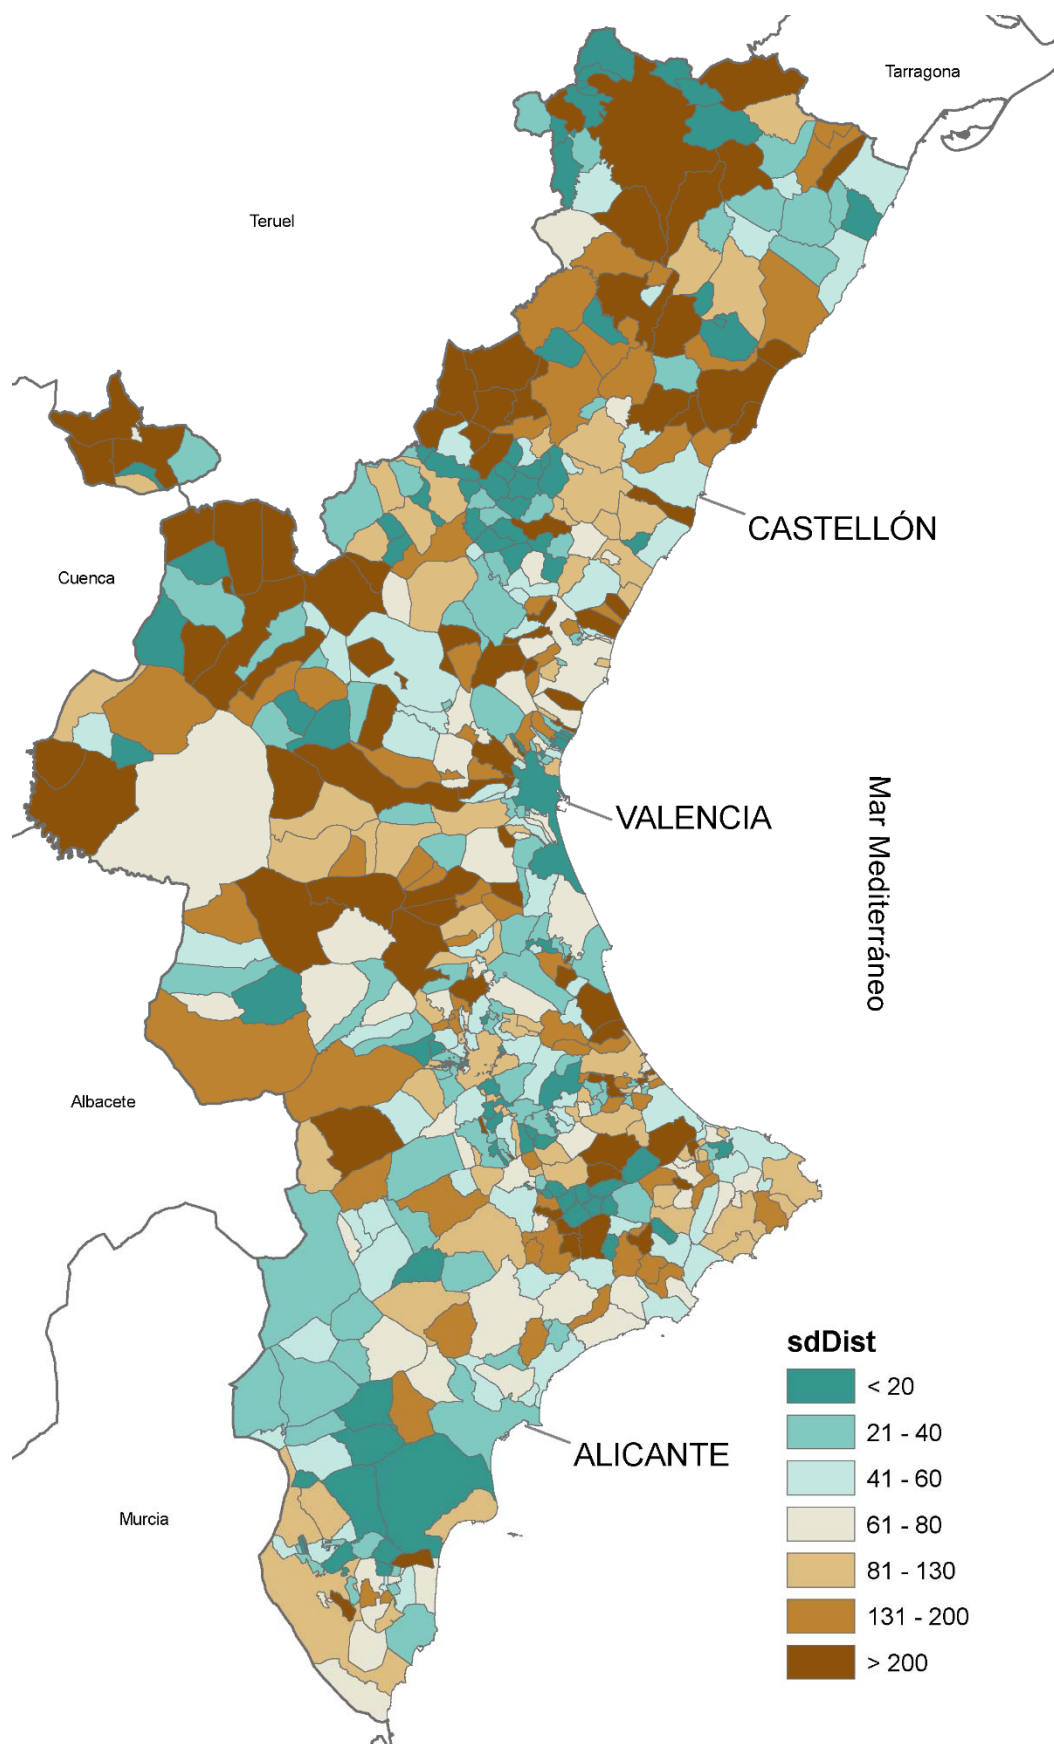 Tarragona
Teruel
CASTELLÓN
Cuenca
VALENCIA
Mar Mediterráneo
Albacete
sdDist
< 20
21 - 40
41 - 60
61 - 80
81 - 130
131 - 200
> 200
ALICANTE
Murcia